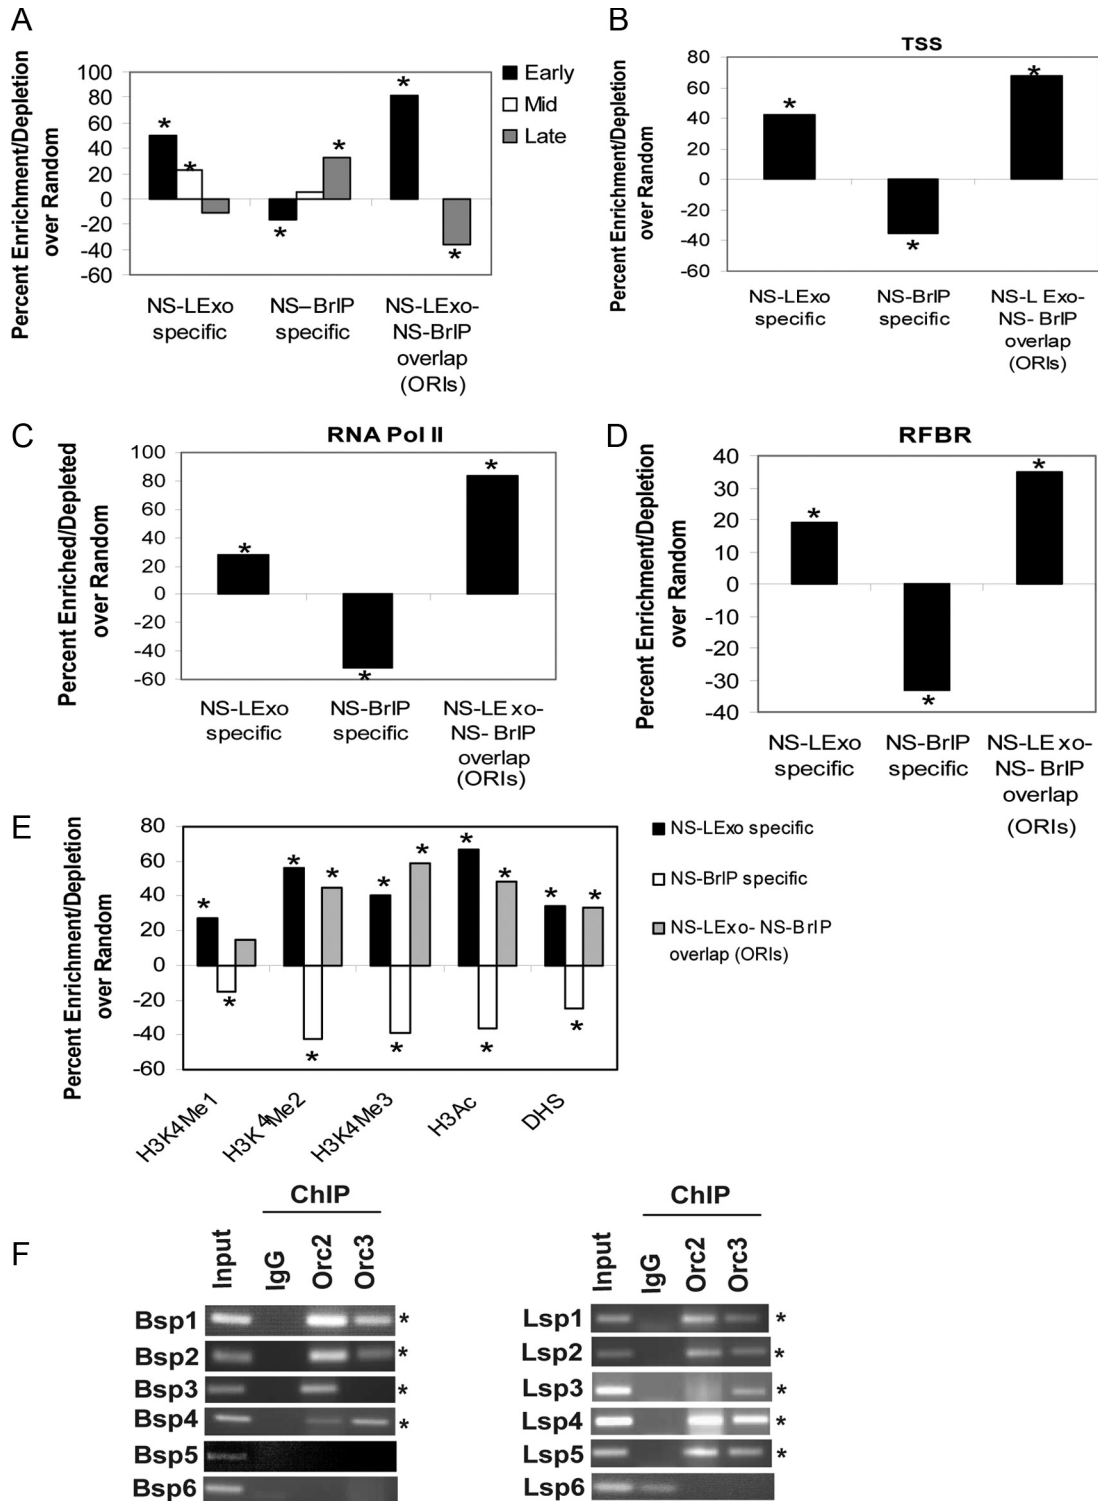 A
Percent Enrichment/Depletion
over Random
100
80
60
40
20
0
-20
-40
-60
*
*
*
*
*
*
Early
Mid
Late
NS-LExo
specific
NS–BrIP
specific
NS-LExo-
NS-BrIP
overlap
(ORIs)
B
TSS
Percent Enrichment/Depletion
over Random
80
60
40
20
0
-20
-40
-60
*
*
*
NS-LExo
specific
NS-BrIP
specific
NS-L Exo-
NS- BrIP
overlap
(ORIs)
C
RNA Pol II
Percent Enriched/Depleted
over Random
100
80
60
40
20
0
-20
-40
-60
*
*
*
NS-LExo
specific
NS-BrIP
specific
NS-LE xo-
NS- BrIP
overlap
(ORIs)
D
RFBR
Percent Enrichment/Depletion
over Random
40
30
20
10
0
-10
-20
-30
-40
*
*
*
NS-LExo
specific
NS-BrIP
specific
NS-LE xo-
NS- BrIP
overlap
(ORIs)
E
Percent Enrichment/Depletion
over Random
80
60
40
20
0
-20
-40
-60
*
*
*
*
*
*
*
*
*
*
*
*
*
*
H3K4Me1
H3K4Me2
H3K4Me3
H3Ac
DHS
NS-LExo specific
NS-BrIP specific
NS-LExo- NS-BrIP
overlap (ORIs)
F
ChIP
Input
IgG
Orc2
Orc3
Bsp1 *
Bsp2 *
Bsp3 *
Bsp4 *
Bsp5
Bsp6
ChIP
Input
IgG
Orc2
Orc3
Lsp1 *
Lsp2 *
Lsp3 *
Lsp4 *
Lsp5 *
Lsp6